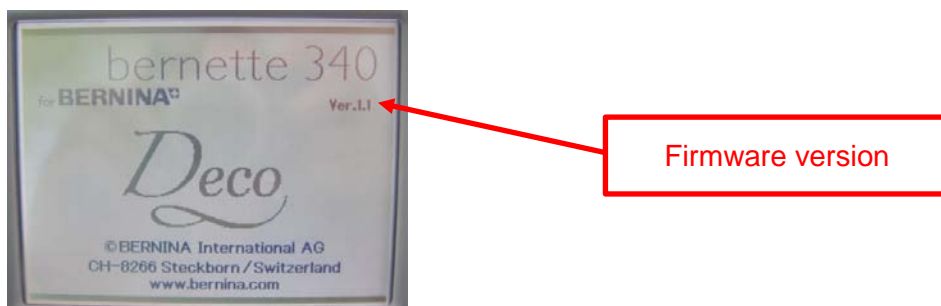 bernette 340
for BERNINA
Ver.1.1
Firmware version
Deco
©BERNINA International AG
CH-8266 Steckborn/Switzerland
www.bernina.com